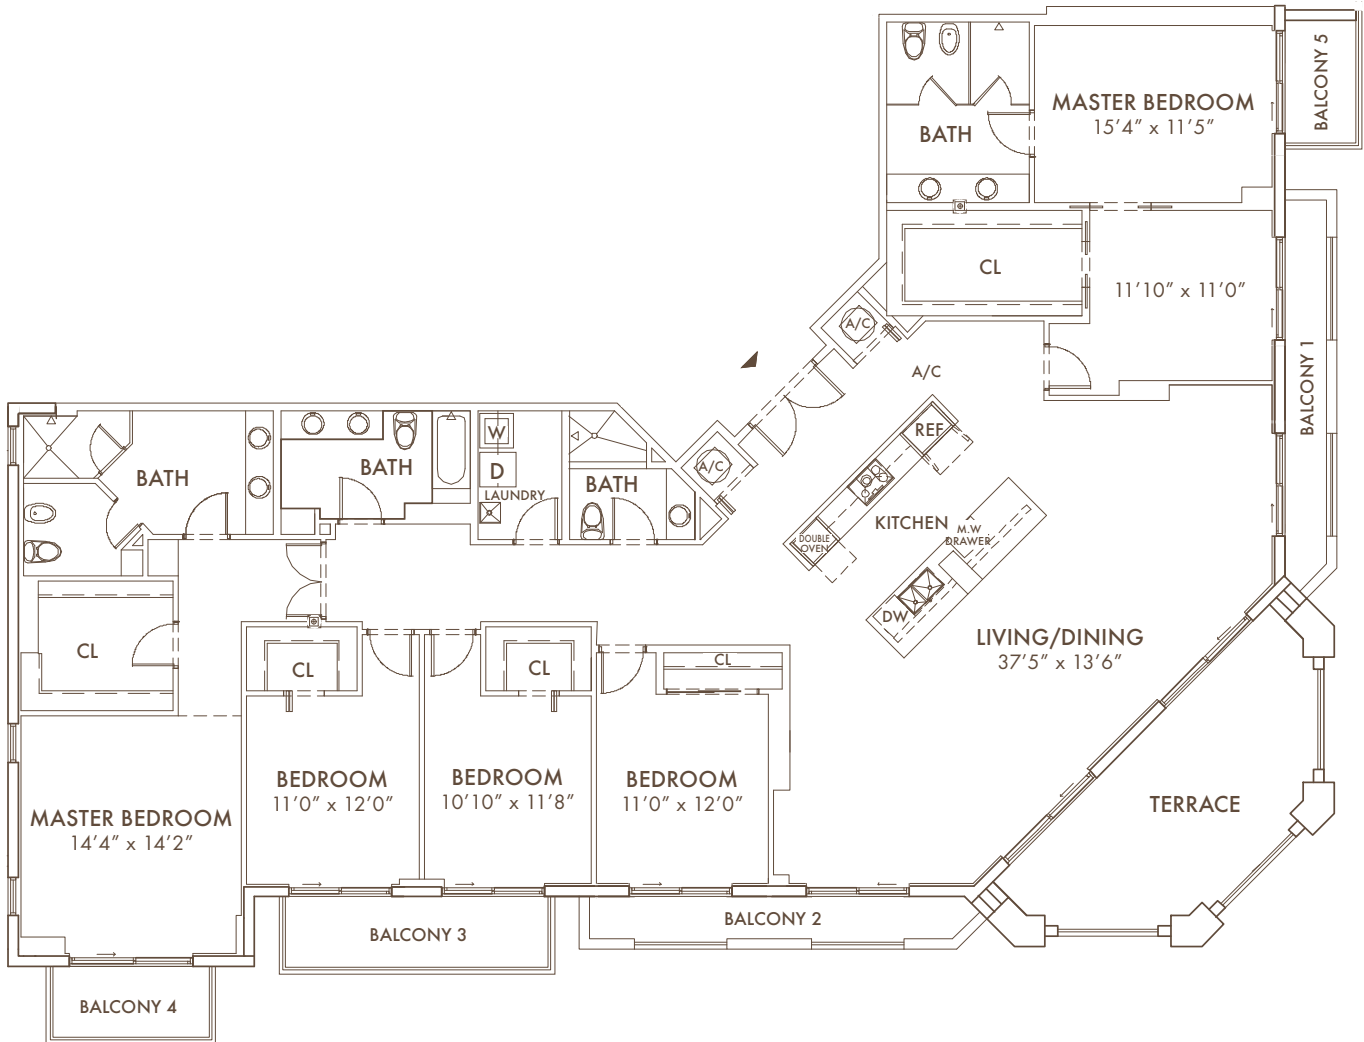 BALCONY 5
MASTER BEDROOM
15'4" x 11'5"
BATH
CL
11'10" x 11'0"
A/C
A/C
BALCONY 1
REF
A/C
W
BATH
BATH
D
BATH
LAUNDRY
KITCHEN
M.W
DRAWER
DOUBLE
OVEN
DW
LIVING/DINING
37'5" x 13'6"
CL
CL
CL
CL
BEDROOM
11'0" x 12'0"
BEDROOM
10'10" x 11'8"
BEDROOM
11'0" x 12'0"
MASTER BEDROOM
14'4" x 14'2"
TERRACE
BALCONY 2
BALCONY 3
BALCONY 4